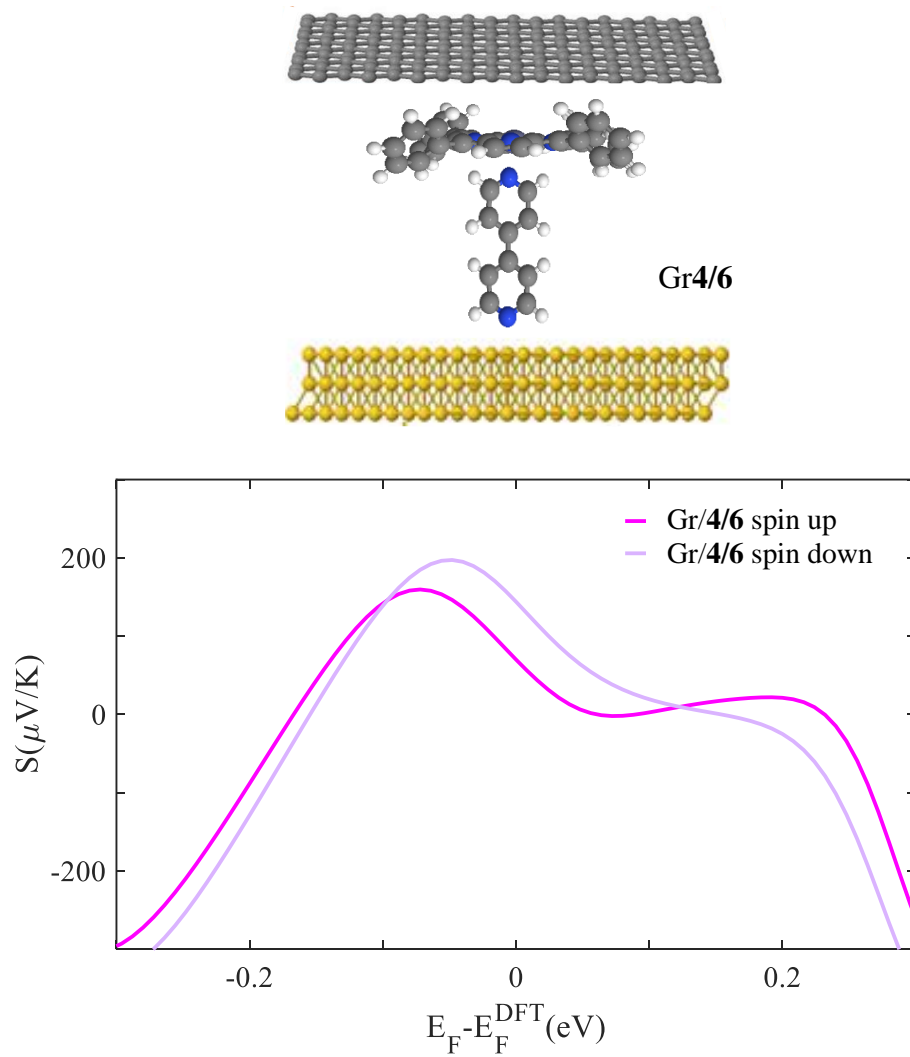 Gr4/6
Gr/4/6 spin up
Gr/4/6 spin down
200
0
-200
S(μV/K)
-0.2
0
0.2
E_F-E_F^DFT(eV)